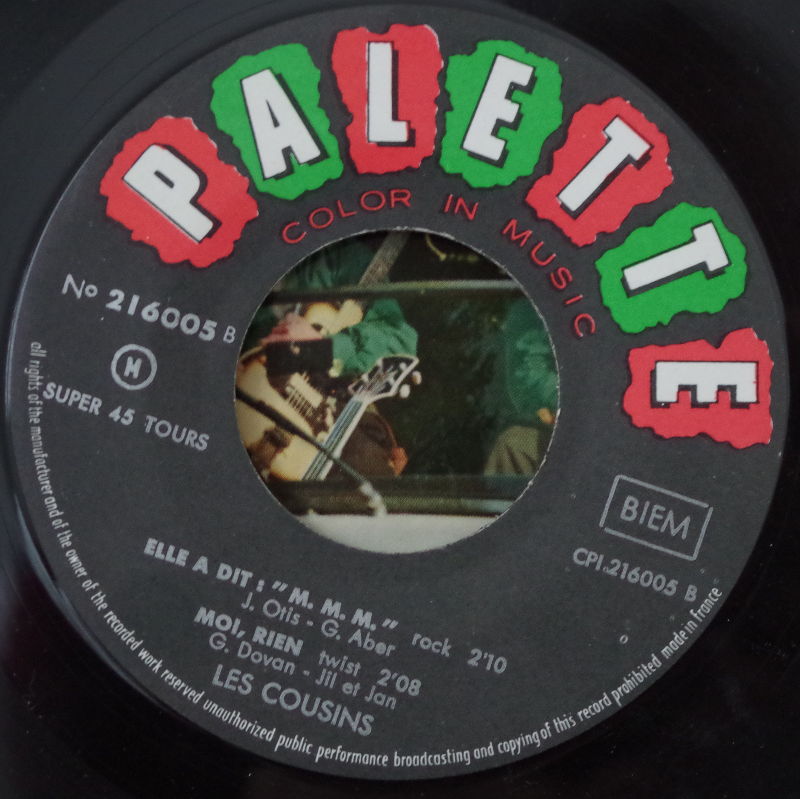 PALETTE
COLOR IN MUSIC
No 216005 B
M
SUPER 45 TOURS
BIEM
CPI.216005 B
ELLE A DIT : "M. M. M."
J. Otis - G. Aber rock 2'10
MOI, RIEN
G. Dovan - Jil et Jan twist 2'08
LES COUSINS
all rights of the manufacturer and of the owner of the recorded work reserved unauthorized public performance broadcasting and copying of this record prohibited made in france